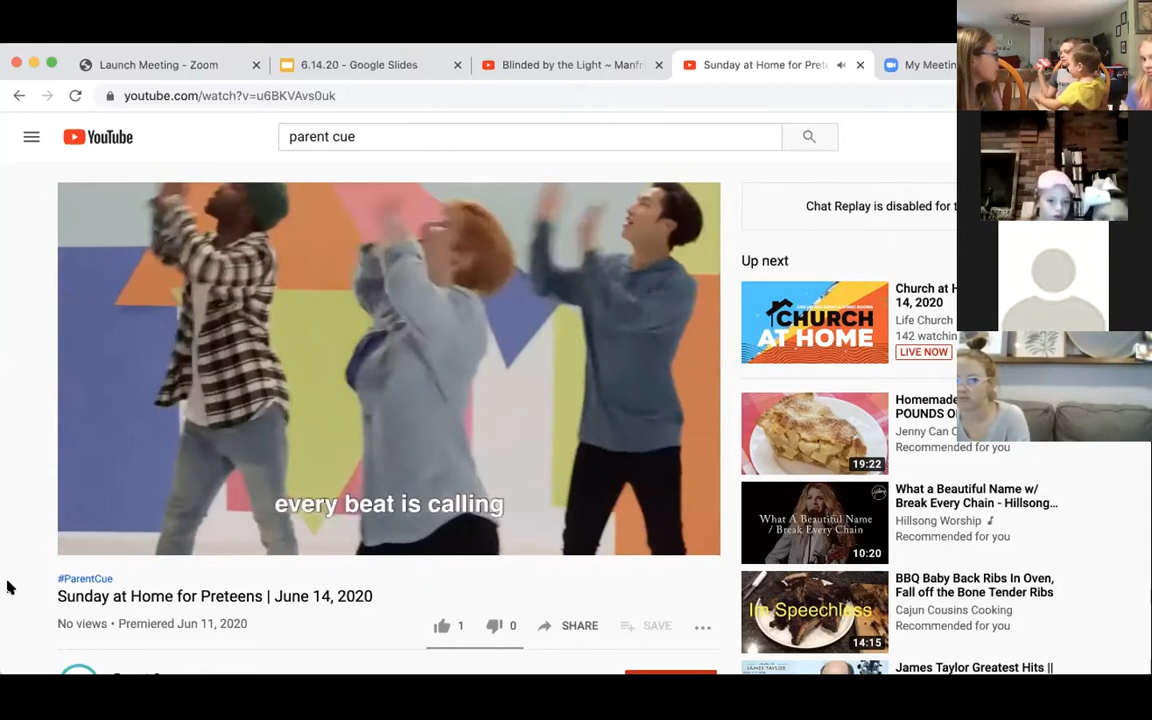 Launch Meeting - Zoom
6.14.20 - Google Slides
Blinded by the Light ~ Manfr
Sunday at Home for Prete
My Meetin
youtube.com/watch?v=u6BKVAvs0uk
YouTube
parent cue
every beat is calling
#ParentCue
Sunday at Home for Preteens | June 14, 2020
No views • Premiered Jun 11, 2020
1
0
SHARE
SAVE
Chat Replay is disabled for t
Up next
CHURCH
AT HOME
Church at H
14, 2020
Life Church
142 watchin
LIVE NOW
19:22
Homemade
POUNDS O
Jenny Can C
Recommended for you
What A Beautiful Name
/ Break Every Chain
10:20
What a Beautiful Name w/
Break Every Chain - Hillsong...
Hillsong Worship
Recommended for you
Im Speechless
14:15
BBQ Baby Back Ribs In Oven,
Fall off the Bone Tender Ribs
Cajun Cousins Cooking
Recommended for you
JAMES TAYLOR
James Taylor Greatest Hits ||